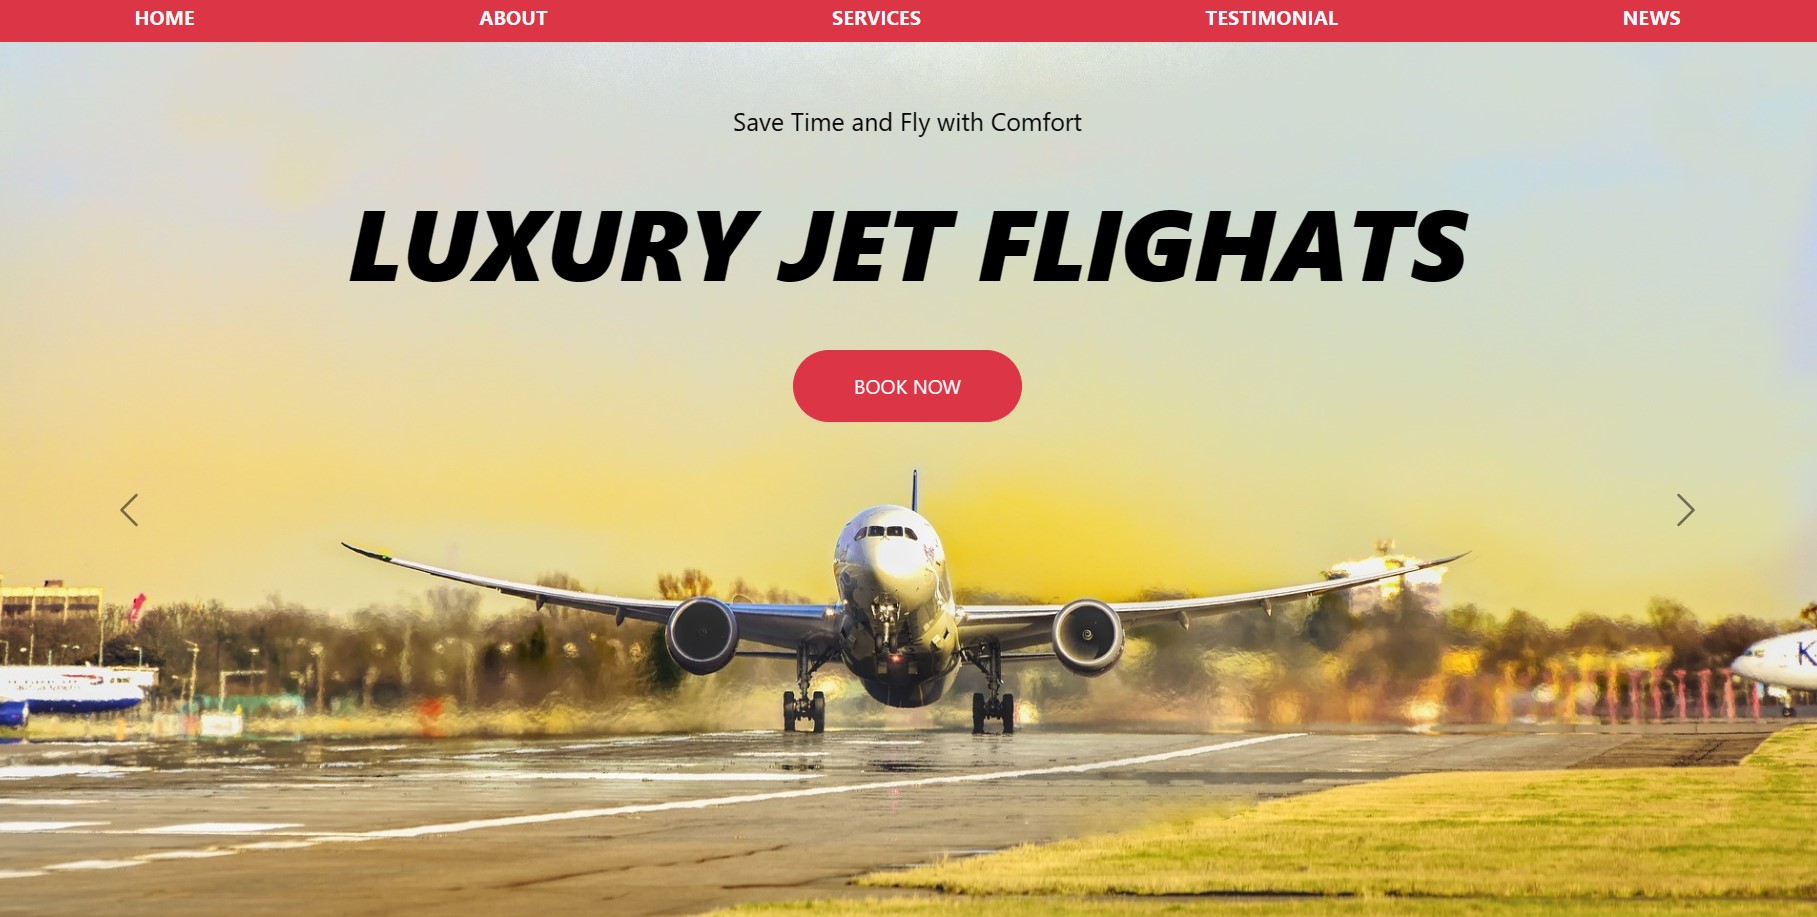 HOME ABOUT SERVICES TESTIMONIAL NEWS
Save Time and Fly with Comfort
LUXURY JET FLIGHATS
BOOK NOW
K